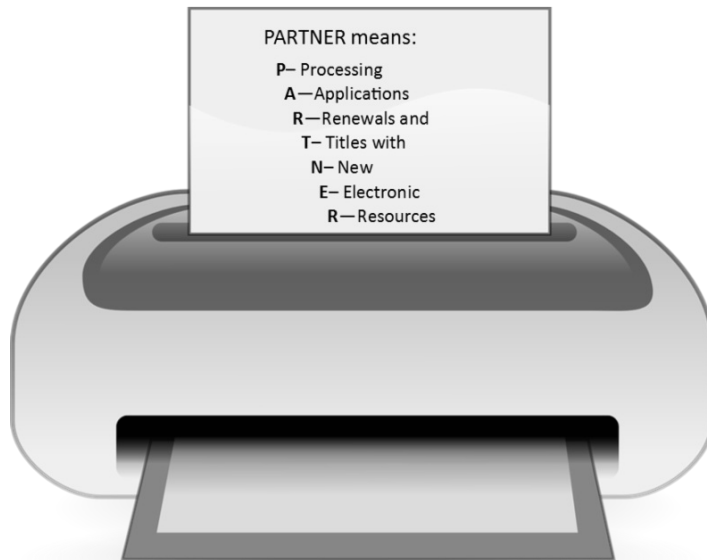 PARTNER means:
P– Processing
A—Applications
R—Renewals and
T– Titles with
N– New
E– Electronic
R—Resources